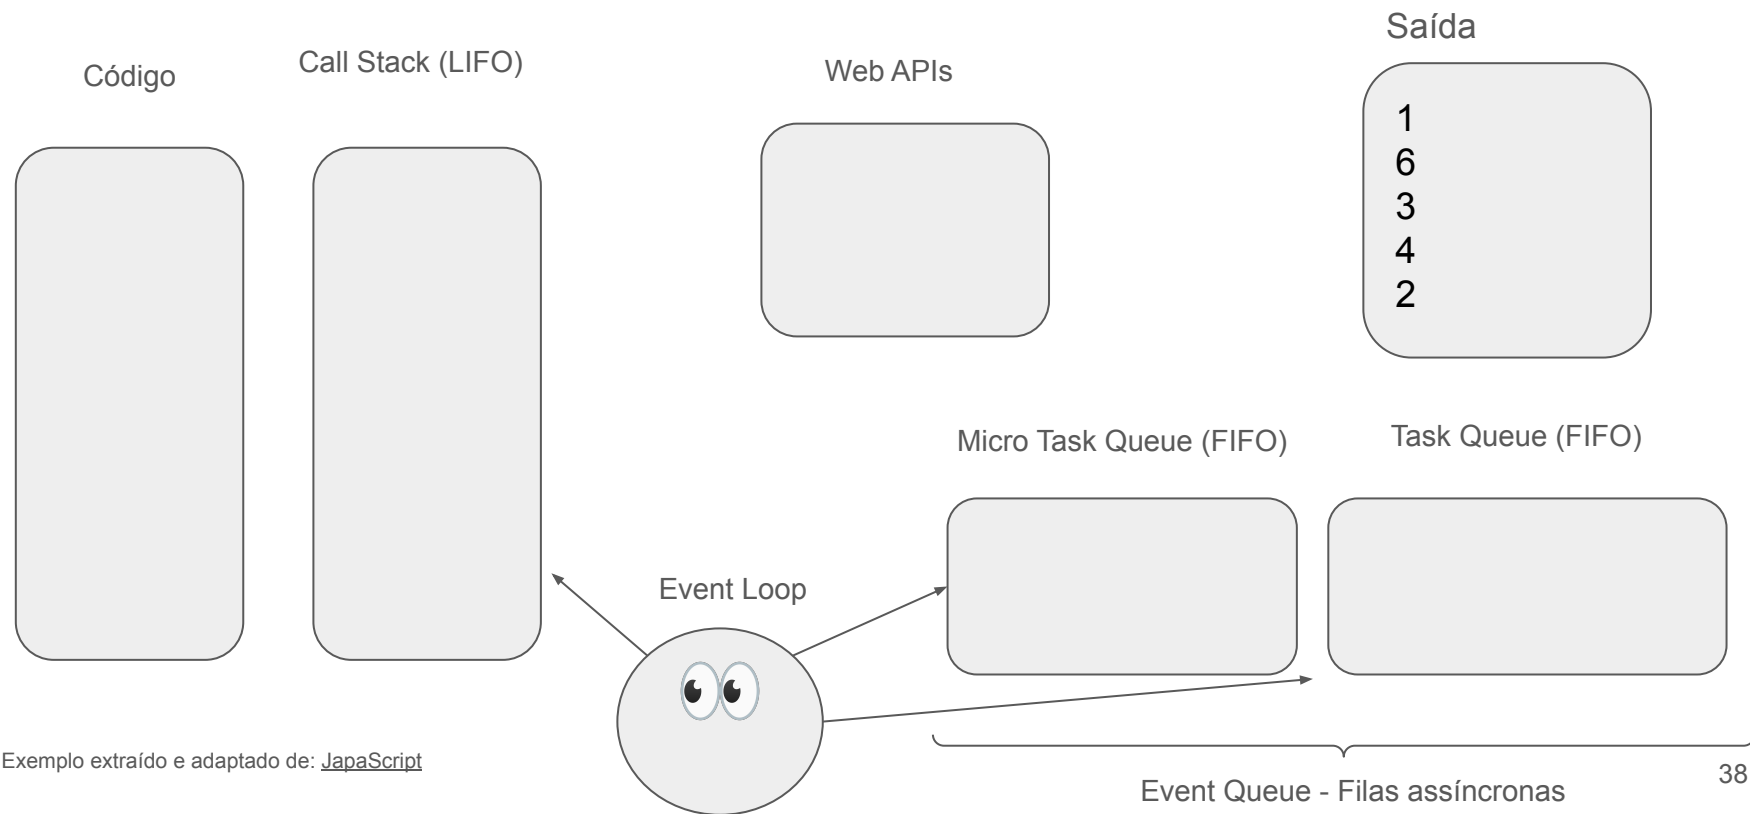 Saída
Código
Call Stack (LIFO)
Web APIs
1
6
3
4
2
Micro Task Queue (FIFO)
Task Queue (FIFO)
Event Loop
Exemplo extraído e adaptado de: JapaScript
Event Queue - Filas assíncronas
38